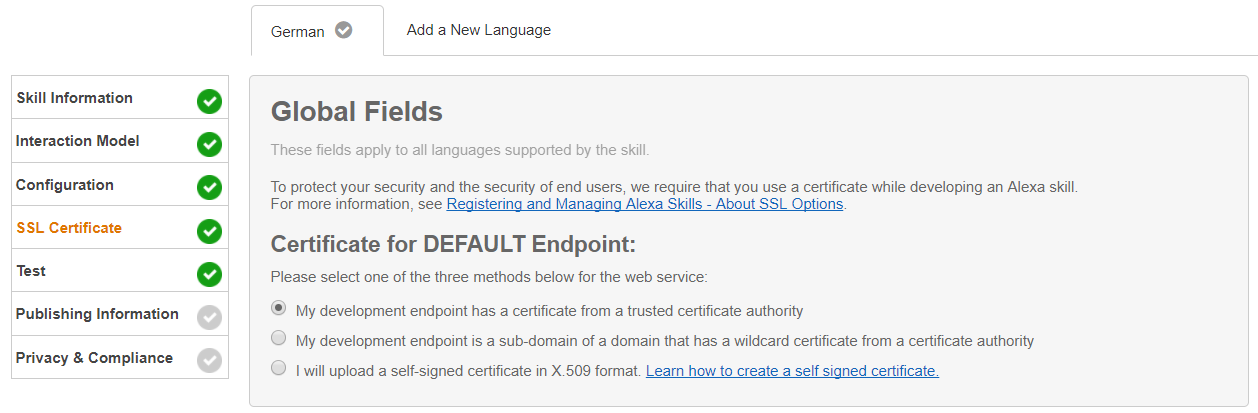 German
Add a New Language
Skill Information
Interaction Model
Configuration
SSL Certificate
Test
Publishing Information
Privacy & Compliance
Global Fields
These fields apply to all languages supported by the skill.
To protect your security and the security of end users, we require that you use a certificate while developing an Alexa skill.
For more information, see Registering and Managing Alexa Skills - About SSL Options.
Certificate for DEFAULT Endpoint:
Please select one of the three methods below for the web service:
My development endpoint has a certificate from a trusted certificate authority
My development endpoint is a sub-domain of a domain that has a wildcard certificate from a certificate authority
I will upload a self-signed certificate in X.509 format. Learn how to create a self signed certificate.